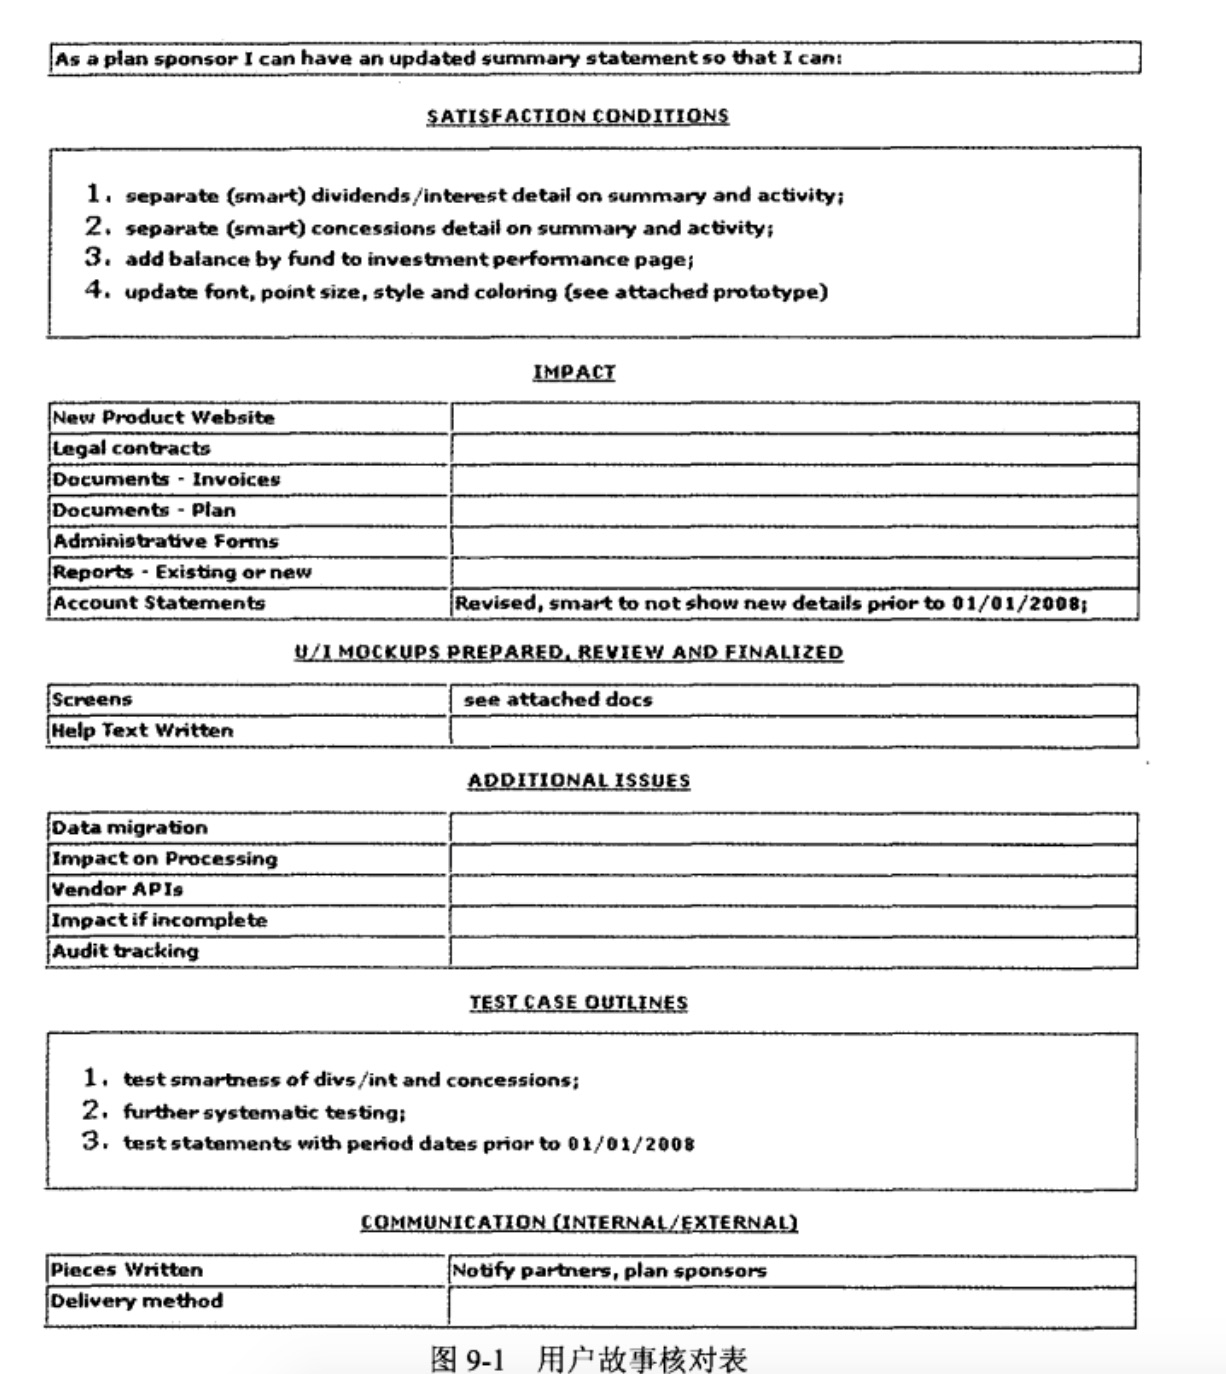 As a plan sponsor I can have an updated summary statement so that I can:
SATISFACTION CONDITIONS
1. separate (smart) dividends/interest detail on summary and activity;
2. separate (smart) concessions detail on summary and activity;
3. add balance by fund to investment performance page;
4. update font, point size, style and coloring (see attached prototype)
IMPACT
New Product Website
Legal contracts
Documents - Invoices
Documents - Plan
Administrative Forms
Reports - Existing or new
Account Statements Revised, smart to not show new details prior to 01/01/2008;
U/I MOCKUPS PREPARED, REVIEW AND FINALIZED
Screens see attached docs
Help Text Written
ADDITIONAL ISSUES
Data migration
Impact on Processing
Vendor APIs
Impact if incomplete
Audit tracking
TEST CASE OUTLINES
1. test smartness of divs/int and concessions;
2. further systematic testing;
3. test statements with period dates prior to 01/01/2008
COMMUNICATION (INTERNAL/EXTERNAL)
Pieces Written Notify partners, plan sponsors
Delivery method
图 9-1 用户故事核对表